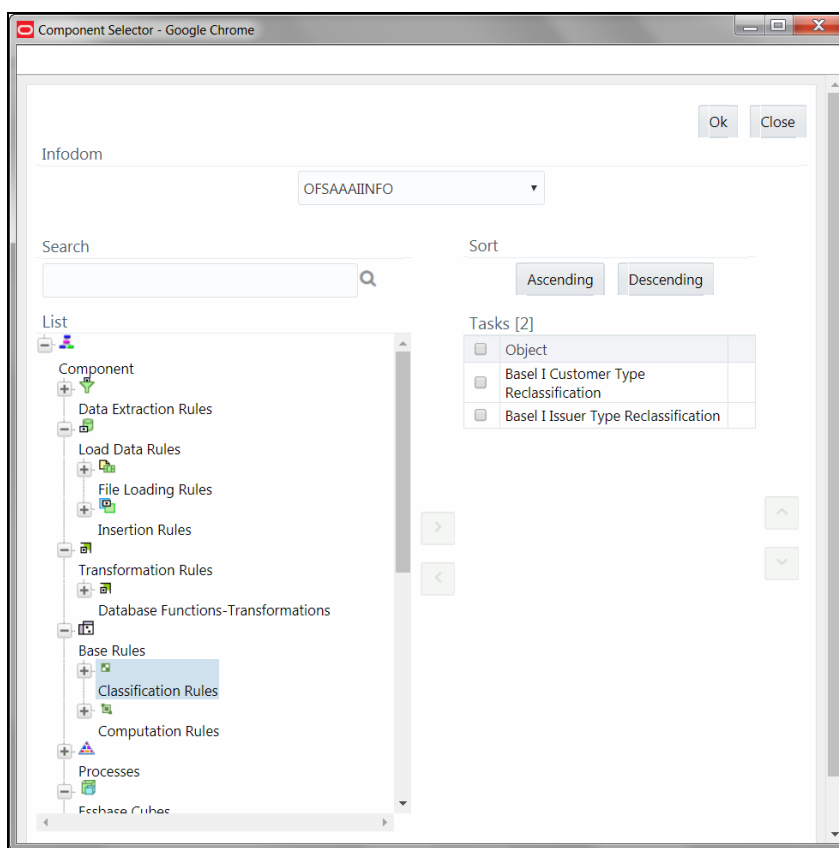 Component Selector - Google Chrome
Ok
Close
Infodom
OFSAAAIINFO
Search
Sort
Ascending
Descending
List
Tasks [2]
Component
Data Extraction Rules
Load Data Rules
File Loading Rules
Insertion Rules
Transformation Rules
Database Functions-Transformations
Base Rules
Classification Rules
Computation Rules
Processes
Essbase Cubes
Object
Basel I Customer Type
Reclassification
Basel I Issuer Type Reclassification